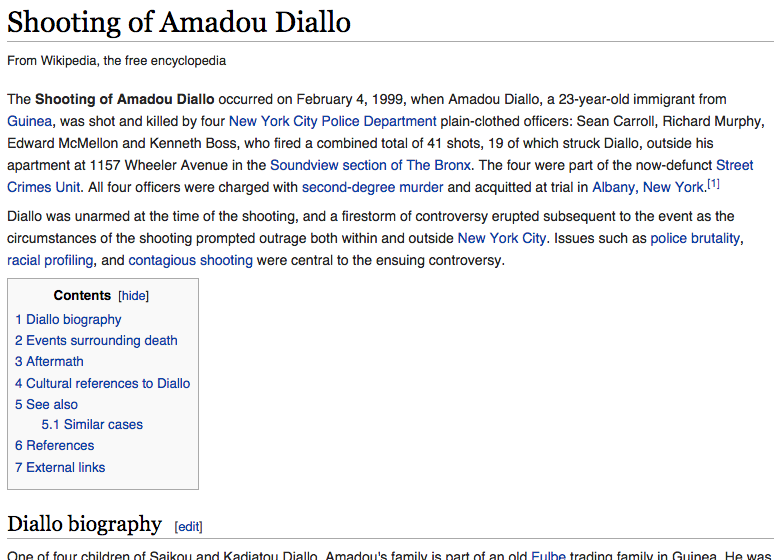 Shooting of Amadou Diallo
From Wikipedia, the free encyclopedia
The Shooting of Amadou Diallo occurred on February 4, 1999, when Amadou Diallo, a 23-year-old immigrant from
Guinea, was shot and killed by four New York City Police Department plain-clothed officers: Sean Carroll, Richard Murphy,
Edward McMellon and Kenneth Boss, who fired a combined total of 41 shots, 19 of which struck Diallo, outside his
apartment at 1157 Wheeler Avenue in the Soundview section of The Bronx. The four were part of the now-defunct Street
Crimes Unit. All four officers were charged with second-degree murder and acquitted at trial in Albany, New York.[1]
Diallo was unarmed at the time of the shooting, and a firestorm of controversy erupted subsequent to the event as the
circumstances of the shooting prompted outrage both within and outside New York City. Issues such as police brutality,
racial profiling, and contagious shooting were central to the ensuing controversy.
Contents [hide]
1 Diallo biography
2 Events surrounding death
3 Aftermath
4 Cultural references to Diallo
5 See also
5.1 Similar cases
6 References
7 External links
Diallo biography [edit]
One of four children of Saikou and Kadiatou Diallo, Amadou's family is part of an old Fulbe trading family in Guinea. He was